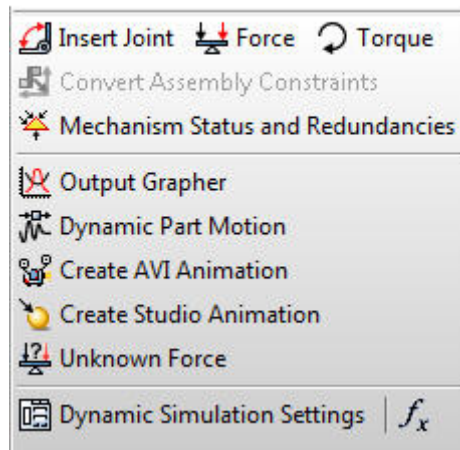 Insert Joint Force Torque
Convert Assembly Constraints
Mechanism Status and Redundancies
Output Grapher
Dynamic Part Motion
Create AVI Animation
Create Studio Animation
Unknown Force
Dynamic Simulation Settings fx